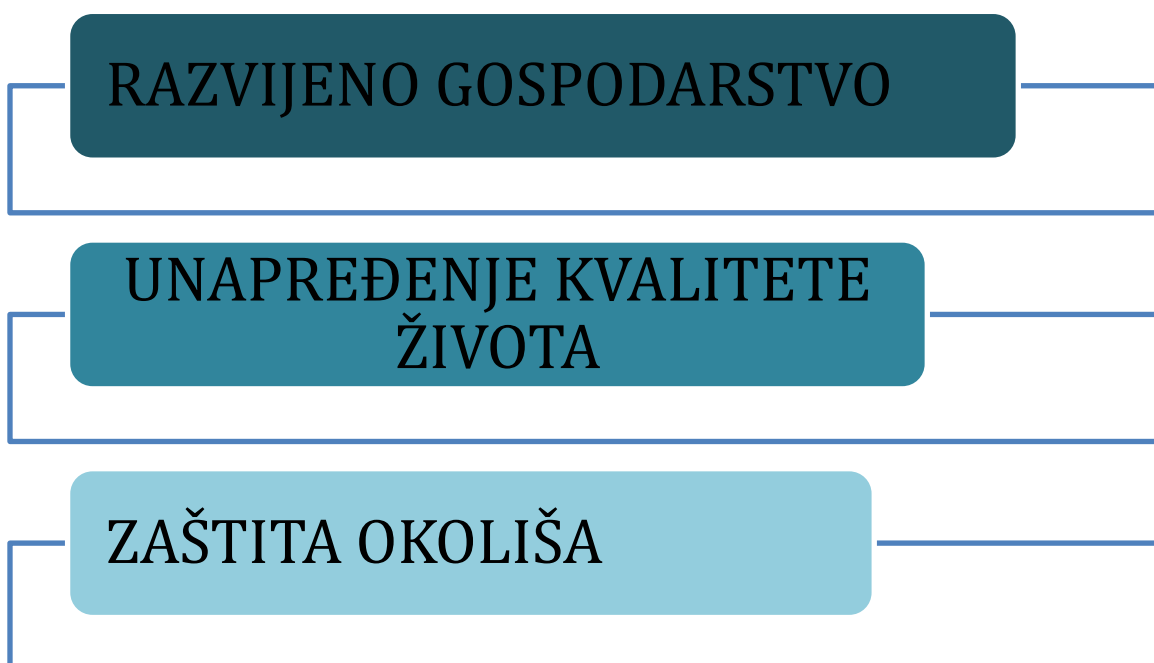 RAZVIJENO GOSPODARSTVO
UNAPREĐENJE KVALITETE
ŽIVOTA
ZAŠTITA OKOLIŠA